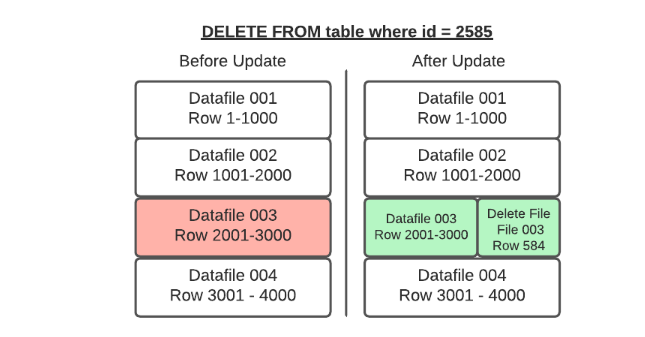 DELETE FROM table where id = 2585
Before Update
After Update
Datafile 001
Row 1-1000
Datafile 002
Row 1001-2000
Datafile 003
Row 2001-3000
Datafile 004
Row 3001 - 4000
Datafile 001
Row 1-1000
Datafile 002
Row 1001-2000
Datafile 003
Row 2001-3000
Delete File
File 003
Row 584
Datafile 004
Row 3001 - 4000